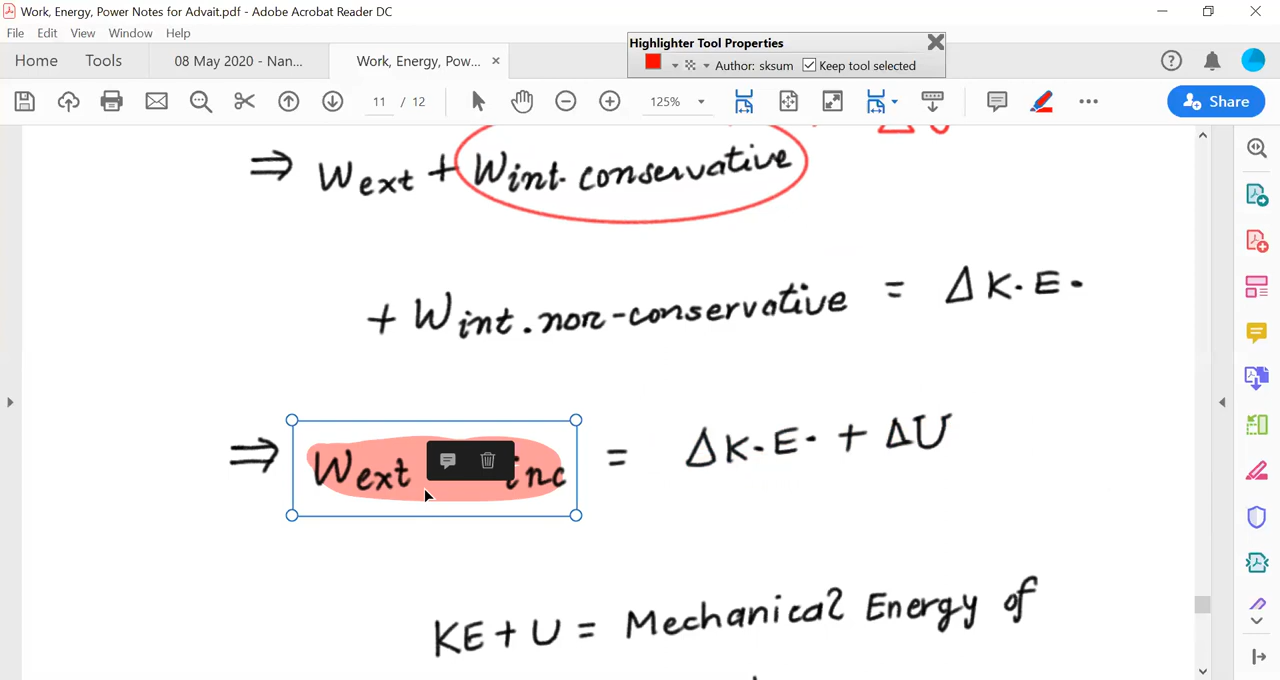 Work, Energy, Power Notes for Advait.pdf - Adobe Acrobat Reader DC
File Edit View Window Help
Highlighter Tool Properties
Author: sksum Keep tool selected
Home Tools 08 May 2020 - Nan... Work, Energy, Pow... ×
11 / 12 125% Share
ΔU
⇒ Wext + Wint. conservative
+ Wint. non-conservative = ΔK.E.
⇒ Wext inc = ΔK.E. + ΔU
KE + U = Mechanical Energy of